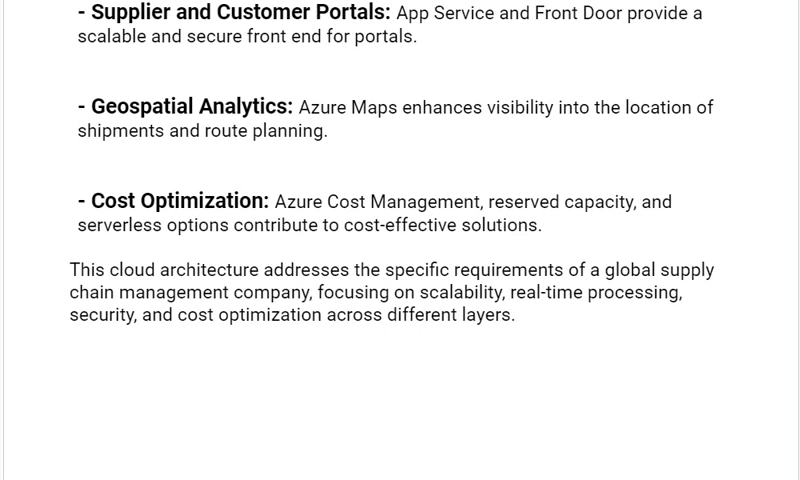 - Supplier and Customer Portals: App Service and Front Door provide a
scalable and secure front end for portals.
- Geospatial Analytics: Azure Maps enhances visibility into the location of
shipments and route planning.
- Cost Optimization: Azure Cost Management, reserved capacity, and
serverless options contribute to cost-effective solutions.
This cloud architecture addresses the specific requirements of a global supply
chain management company, focusing on scalability, real-time processing,
security, and cost optimization across different layers.